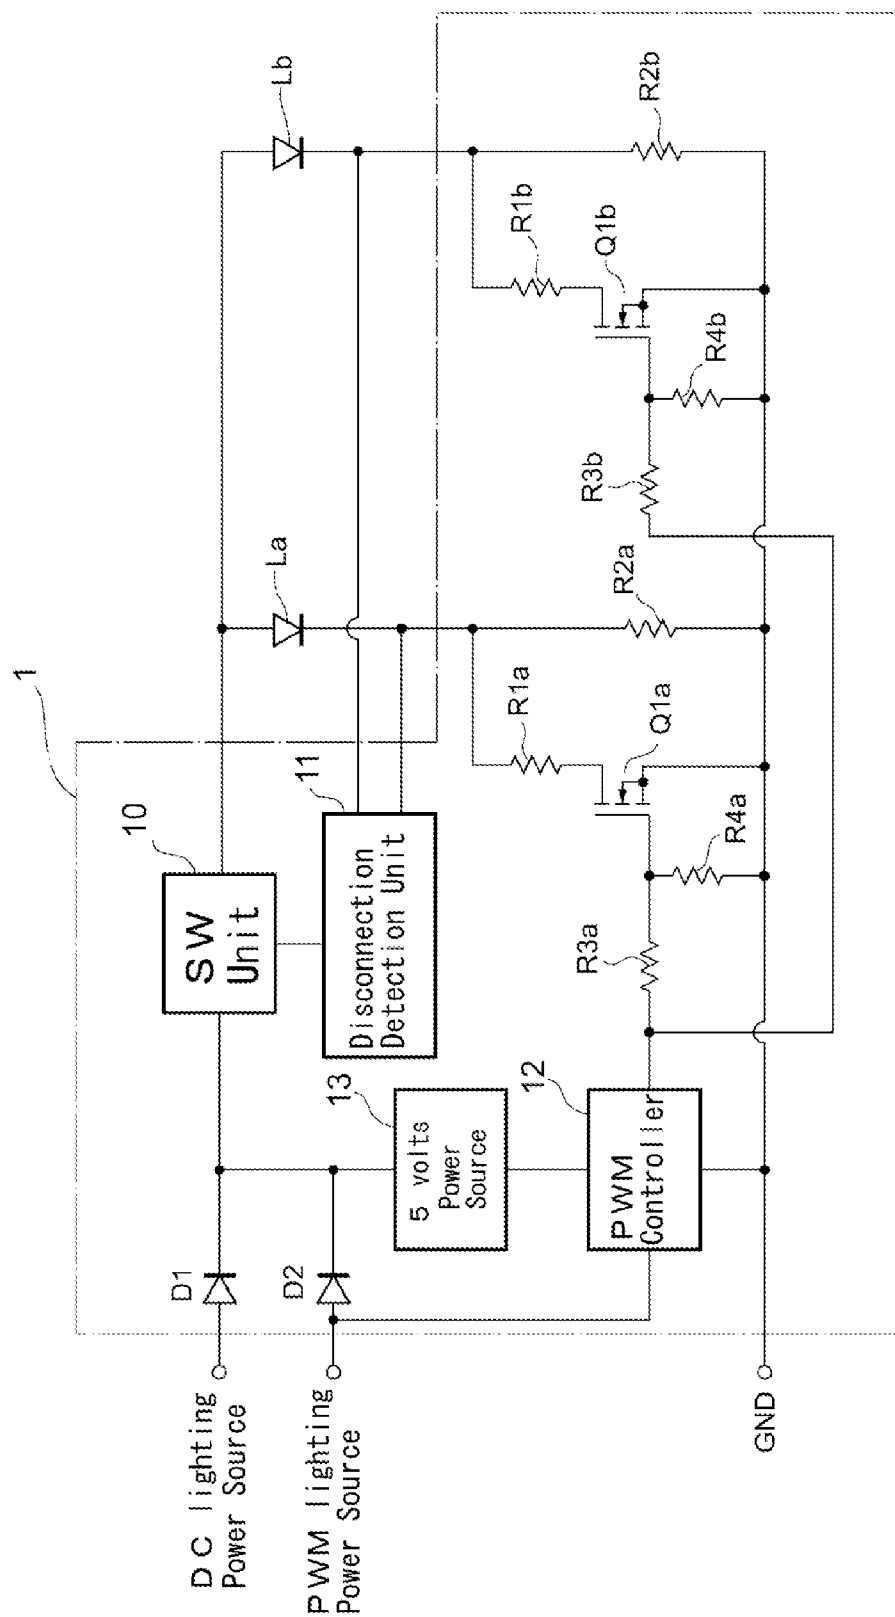 1
DC lighting
Power Source
PWM lighting
Power Source
GND
D1
D2
10
SW
Unit
11
Disconnection
Detection Unit
13
5 volts
Power
Source
12
PWM
Controller
La
Lb
R1a
Q1a
R2a
R3a
R4a
R1b
Q1b
R2b
R3b
R4b